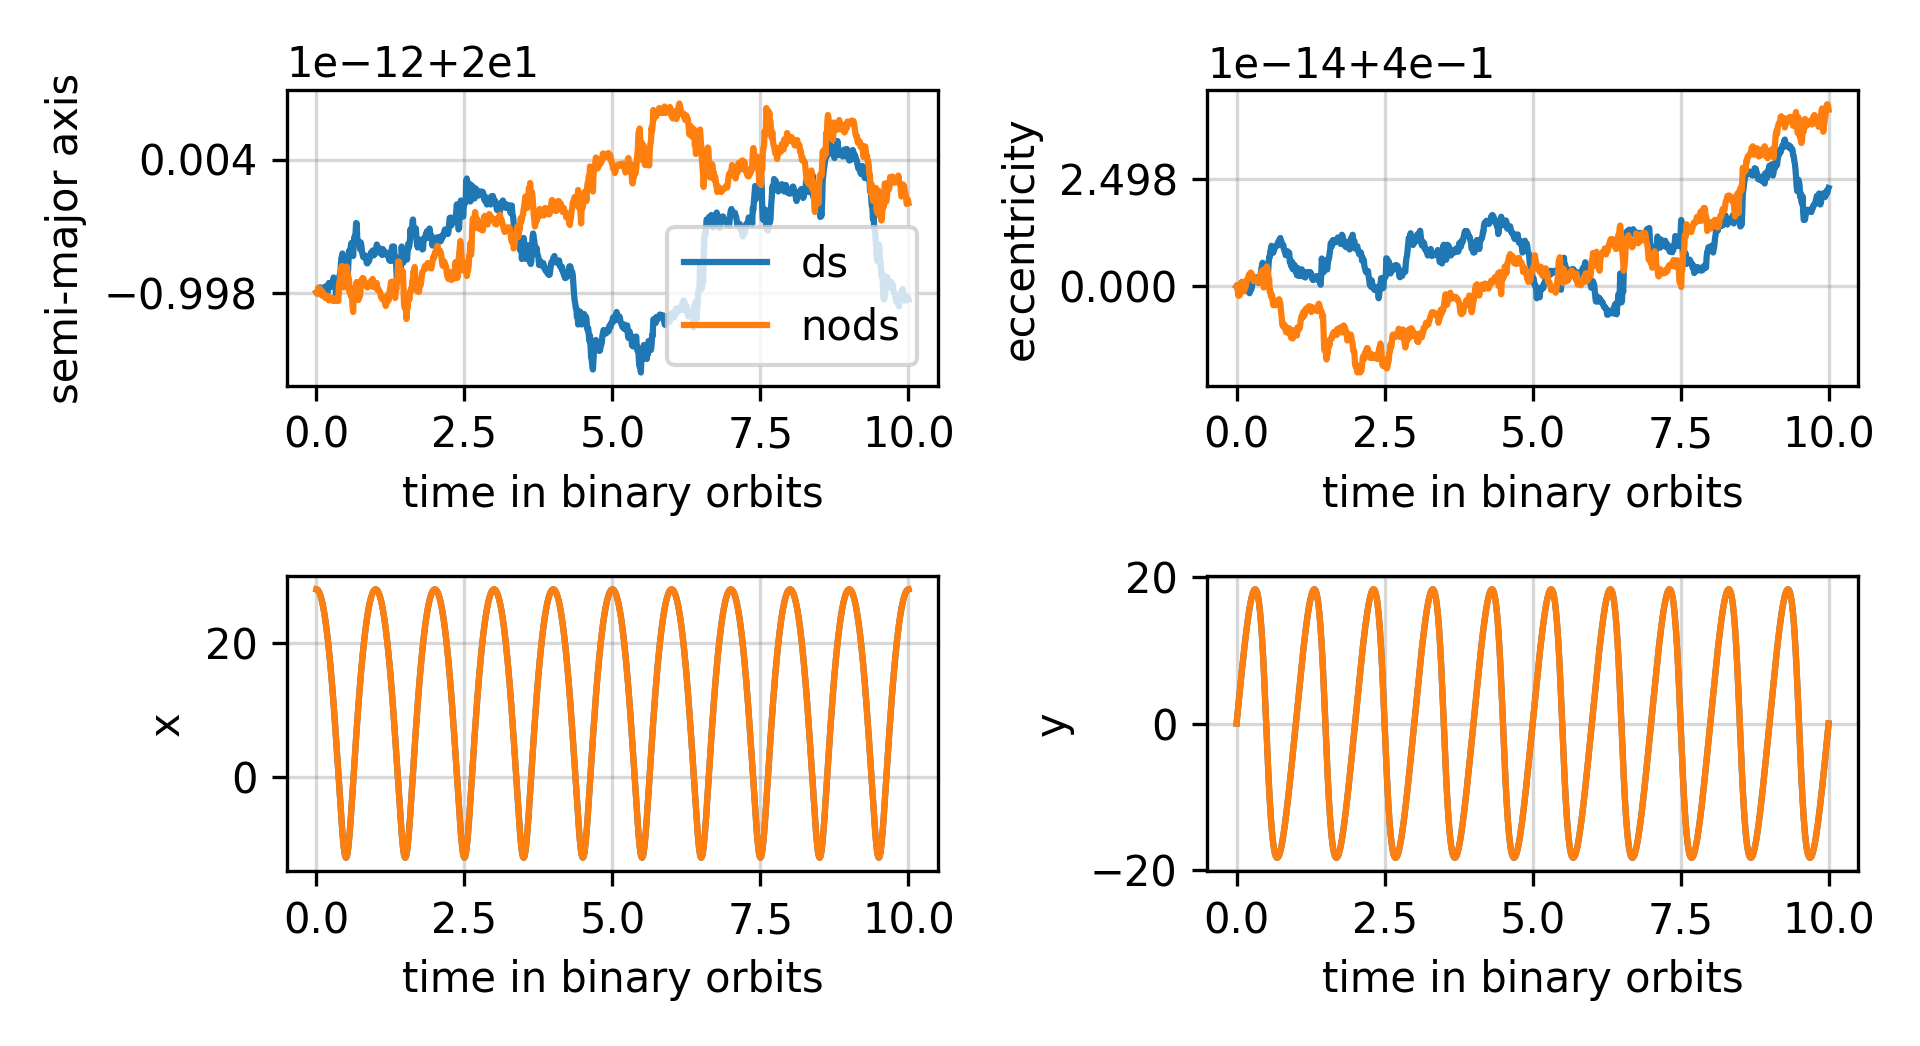 1e−12+2e1
semi-major axis
0.004
−0.998
ds
nods
0.0 2.5 5.0 7.5 10.0
time in binary orbits
1e−14+4e−1
eccentricity
2.498
0.000
0.0 2.5 5.0 7.5 10.0
time in binary orbits
x
20
0
0.0 2.5 5.0 7.5 10.0
time in binary orbits
y
20
0
−20
0.0 2.5 5.0 7.5 10.0
time in binary orbits